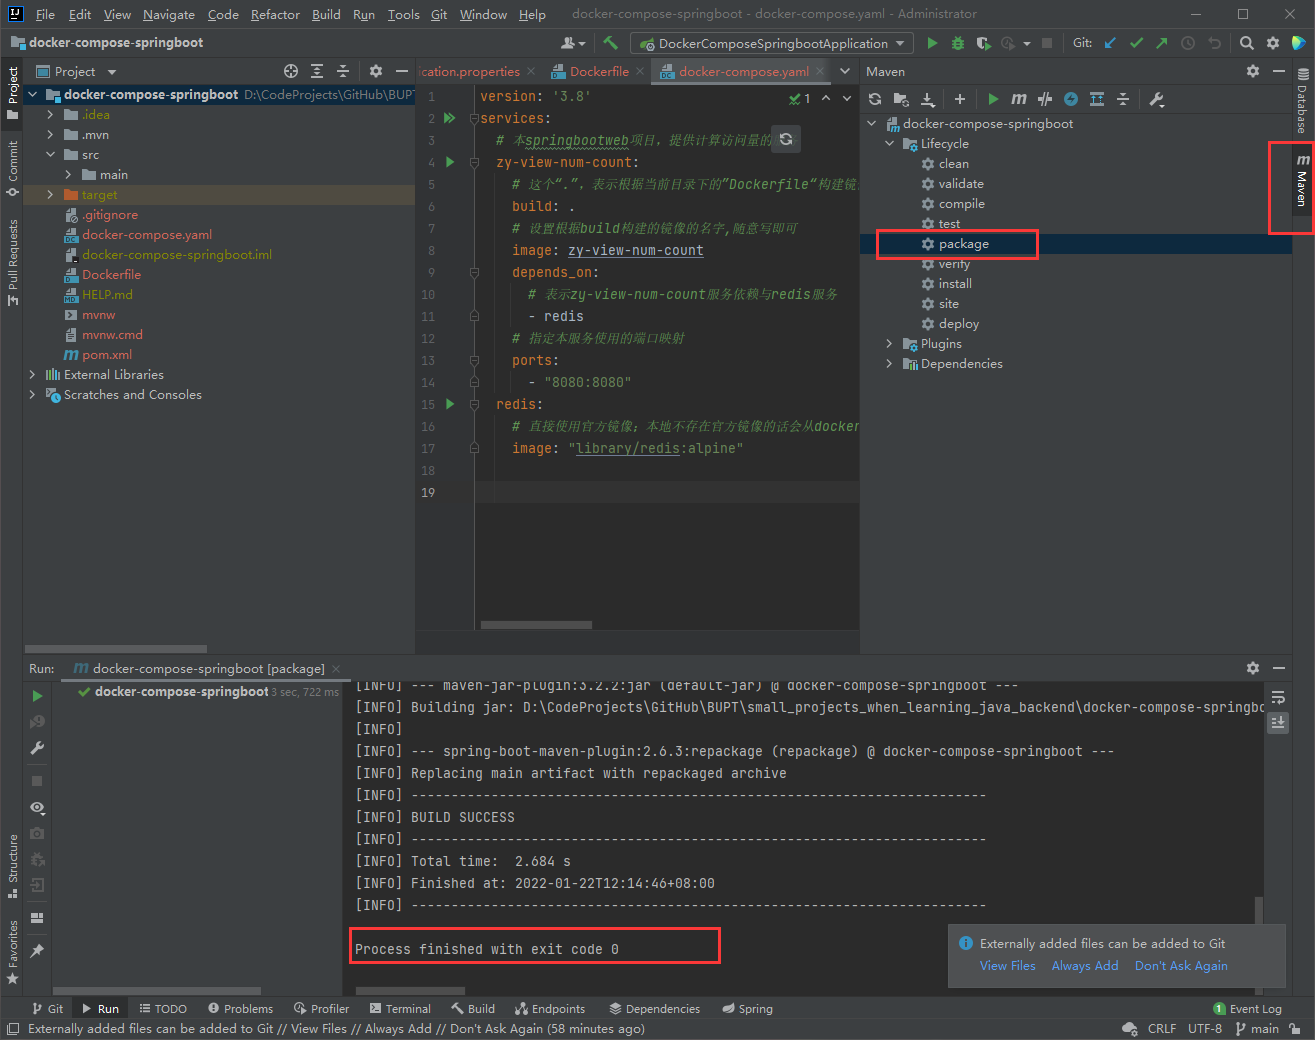 File Edit View Navigate Code Refactor Build Run Tools Git Window Help docker-compose-springboot - docker-compose.yaml - Administrator
docker-compose-springboot
DockerComposeSpringbootApplication
Git:
Project
ication.properties
Dockerfile
docker-compose.yaml
Maven
docker-compose-springboot D:\CodeProjects\GitHub\BUPT
.idea
.mvn
src
main
target
.gitignore
docker-compose.yaml
docker-compose-springboot.iml
Dockerfile
HELP.md
mvnw
mvnw.cmd
pom.xml
External Libraries
Scratches and Consoles
1 version: '3.8'
2 services:
3 # 本springbootweb项目，提供计算访问量的
4 zy-view-num-count:
5 # 这个“.”，表示根据当前目录下的”Dockerfile“构建镜
6 build: .
7 # 设置根据build构建的镜像的名字,随意写即可
8 image: zy-view-num-count
9 depends_on:
10 # 表示zy-view-num-count服务依赖与redis服务
11 - redis
12 # 指定本服务使用的端口映射
13 ports:
14 - "8080:8080"
15 redis:
16 # 直接使用官方镜像；本地不存在官方镜像的话会从docker
17 image: "library/redis:alpine"
18
19
1
docker-compose-springboot
Lifecycle
clean
validate
compile
test
package
verify
install
site
deploy
Plugins
Dependencies
Project
Commit
Pull Requests
Structure
Favorites
Database
Maven
Run: docker-compose-springboot [package]
docker-compose-springboot 3 sec, 722 ms
[INFO] --- maven-jar-plugin:3.2.2:jar (default-jar) @ docker-compose-springboot ---
[INFO] Building jar: D:\CodeProjects\GitHub\BUPT\small_projects_when_learning_java_backend\docker-compose-springbo
[INFO]
[INFO] --- spring-boot-maven-plugin:2.6.3:repackage (repackage) @ docker-compose-springboot ---
[INFO] Replacing main artifact with repackaged archive
[INFO] ------------------------------------------------------------------------
[INFO] BUILD SUCCESS
[INFO] ------------------------------------------------------------------------
[INFO] Total time:  2.684 s
[INFO] Finished at: 2022-01-22T12:14:46+08:00
[INFO] ------------------------------------------------------------------------
Process finished with exit code 0
Externally added files can be added to Git
View Files Always Add Don't Ask Again
Git Run TODO Problems Profiler Terminal Build Endpoints Dependencies Spring 1 Event Log
Externally added files can be added to Git // View Files // Always Add // Don't Ask Again (58 minutes ago) CRLF UTF-8 main